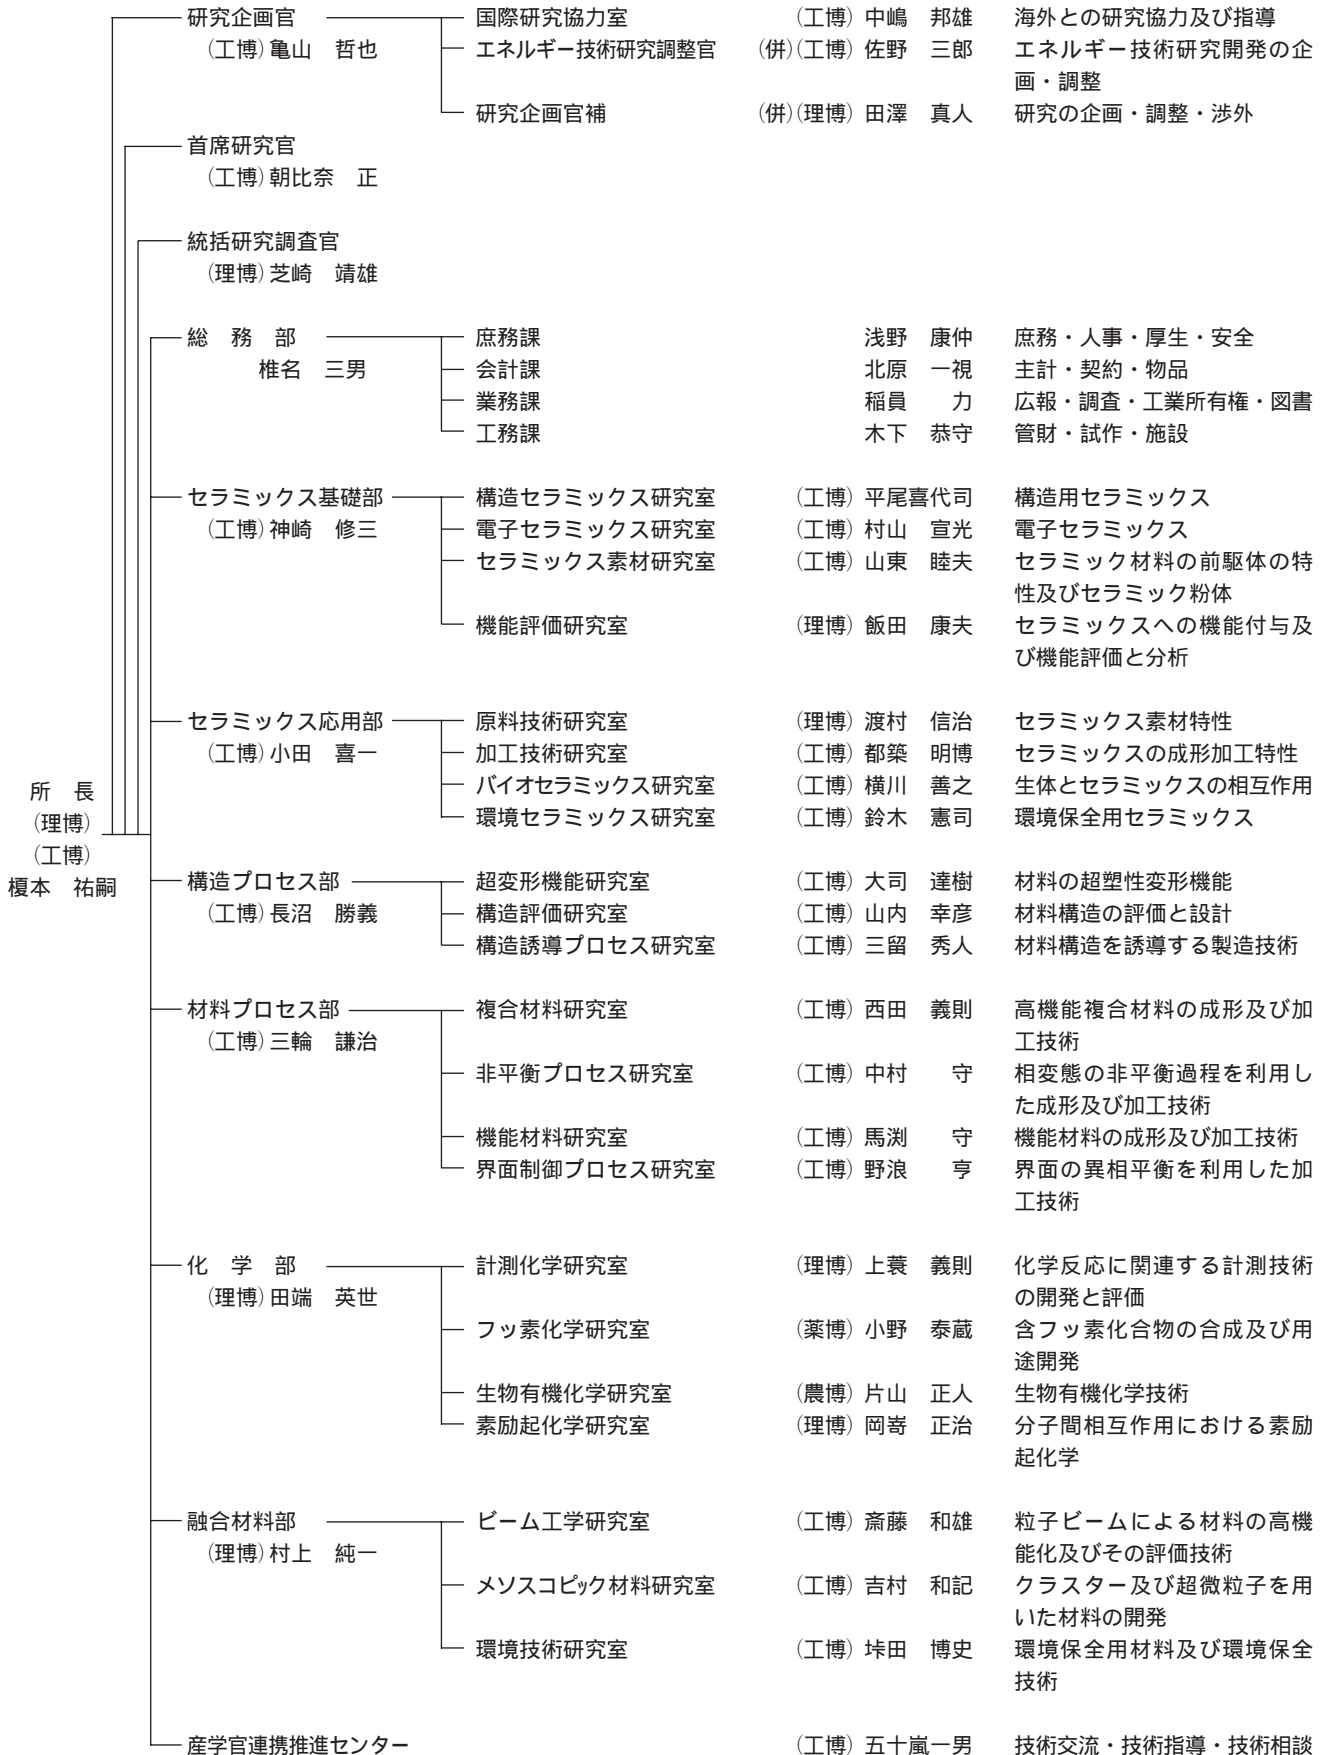 研究企画官 国際研究協力室 (工博) 中嶋 邦雄 海外との研究協力及び指導
(工博) 亀山 哲也 エネルギー技術研究調整官 (併)(工博) 佐野 三郎 エネルギー技術研究開発の企
画・調整
研究企画官補 (併)(理博) 田澤 真人 研究の企画・調整・渉外
首席研究官
(工博) 朝比奈 正
統括研究調査官
(理博) 芝崎 靖雄
総 務 部 庶務課 浅野 康仲 庶務・人事・厚生・安全
椎名 三男 会計課 北原 一視 主計・契約・物品
業務課 稲員 力 広報・調査・工業所有権・図書
工務課 木下 恭守 管財・試作・施設
セラミックス基礎部 構造セラミックス研究室 (工博) 平尾喜代司 構造用セラミックス
(工博) 神崎 修三 電子セラミックス研究室 (工博) 村山 宣光 電子セラミックス
セラミックス素材研究室 (工博) 山東 睦夫 セラミック材料の前駆体の特
性及びセラミック粉体
機能評価研究室 (理博) 飯田 康夫 セラミックスへの機能付与及
び機能評価と分析
セラミックス応用部 原料技術研究室 (理博) 渡村 信治 セラミックス素材特性
(工博) 小田 喜一 加工技術研究室 (工博) 都築 明博 セラミックスの成形加工特性
バイオセラミックス研究室 (工博) 横川 善之 生体とセラミックスの相互作用
環境セラミックス研究室 (工博) 鈴木 憲司 環境保全用セラミックス
所 長
(理博)
(工博)
榎本 祐嗣
構造プロセス部 超変形機能研究室 (工博) 大司 達樹 材料の超塑性変形機能
(工博) 長沼 勝義 構造評価研究室 (工博) 山内 幸彦 材料構造の評価と設計
構造誘導プロセス研究室 (工博) 三留 秀人 材料構造を誘導する製造技術
材料プロセス部 複合材料研究室 (工博) 西田 義則 高機能複合材料の成形及び加
(工博) 三輪 謙治 工技術
非平衡プロセス研究室 (工博) 中村 守 相変態の非平衡過程を利用し
た成形及び加工技術
機能材料研究室 (工博) 馬渕 守 機能材料の成形及び加工技術
界面制御プロセス研究室 (工博) 野浪 亨 界面の異相平衡を利用した加
工技術
化 学 部 計測化学研究室 (理博) 上蓑 義則 化学反応に関連する計測技術
(理博) 田端 英世 の開発と評価
フッ素化学研究室 (薬博) 小野 泰蔵 含フッ素化合物の合成及び用
途開発
生物有機化学研究室 (農博) 片山 正人 生物有機化学技術
素励起化学研究室 (理博) 岡嵜 正治 分子間相互作用における素励
起化学
融合材料部 ビーム工学研究室 (工博) 斎藤 和雄 粒子ビームによる材料の高機
(理博) 村上 純一 能化及びその評価技術
メソスコピック材料研究室 (工博) 吉村 和記 クラスター及び超微粒子を用
いた材料の開発
環境技術研究室 (工博) 垰田 博史 環境保全用材料及び環境保全
技術
産学官連携推進センター (工博) 五十嵐一男 技術交流・技術指導・技術相談